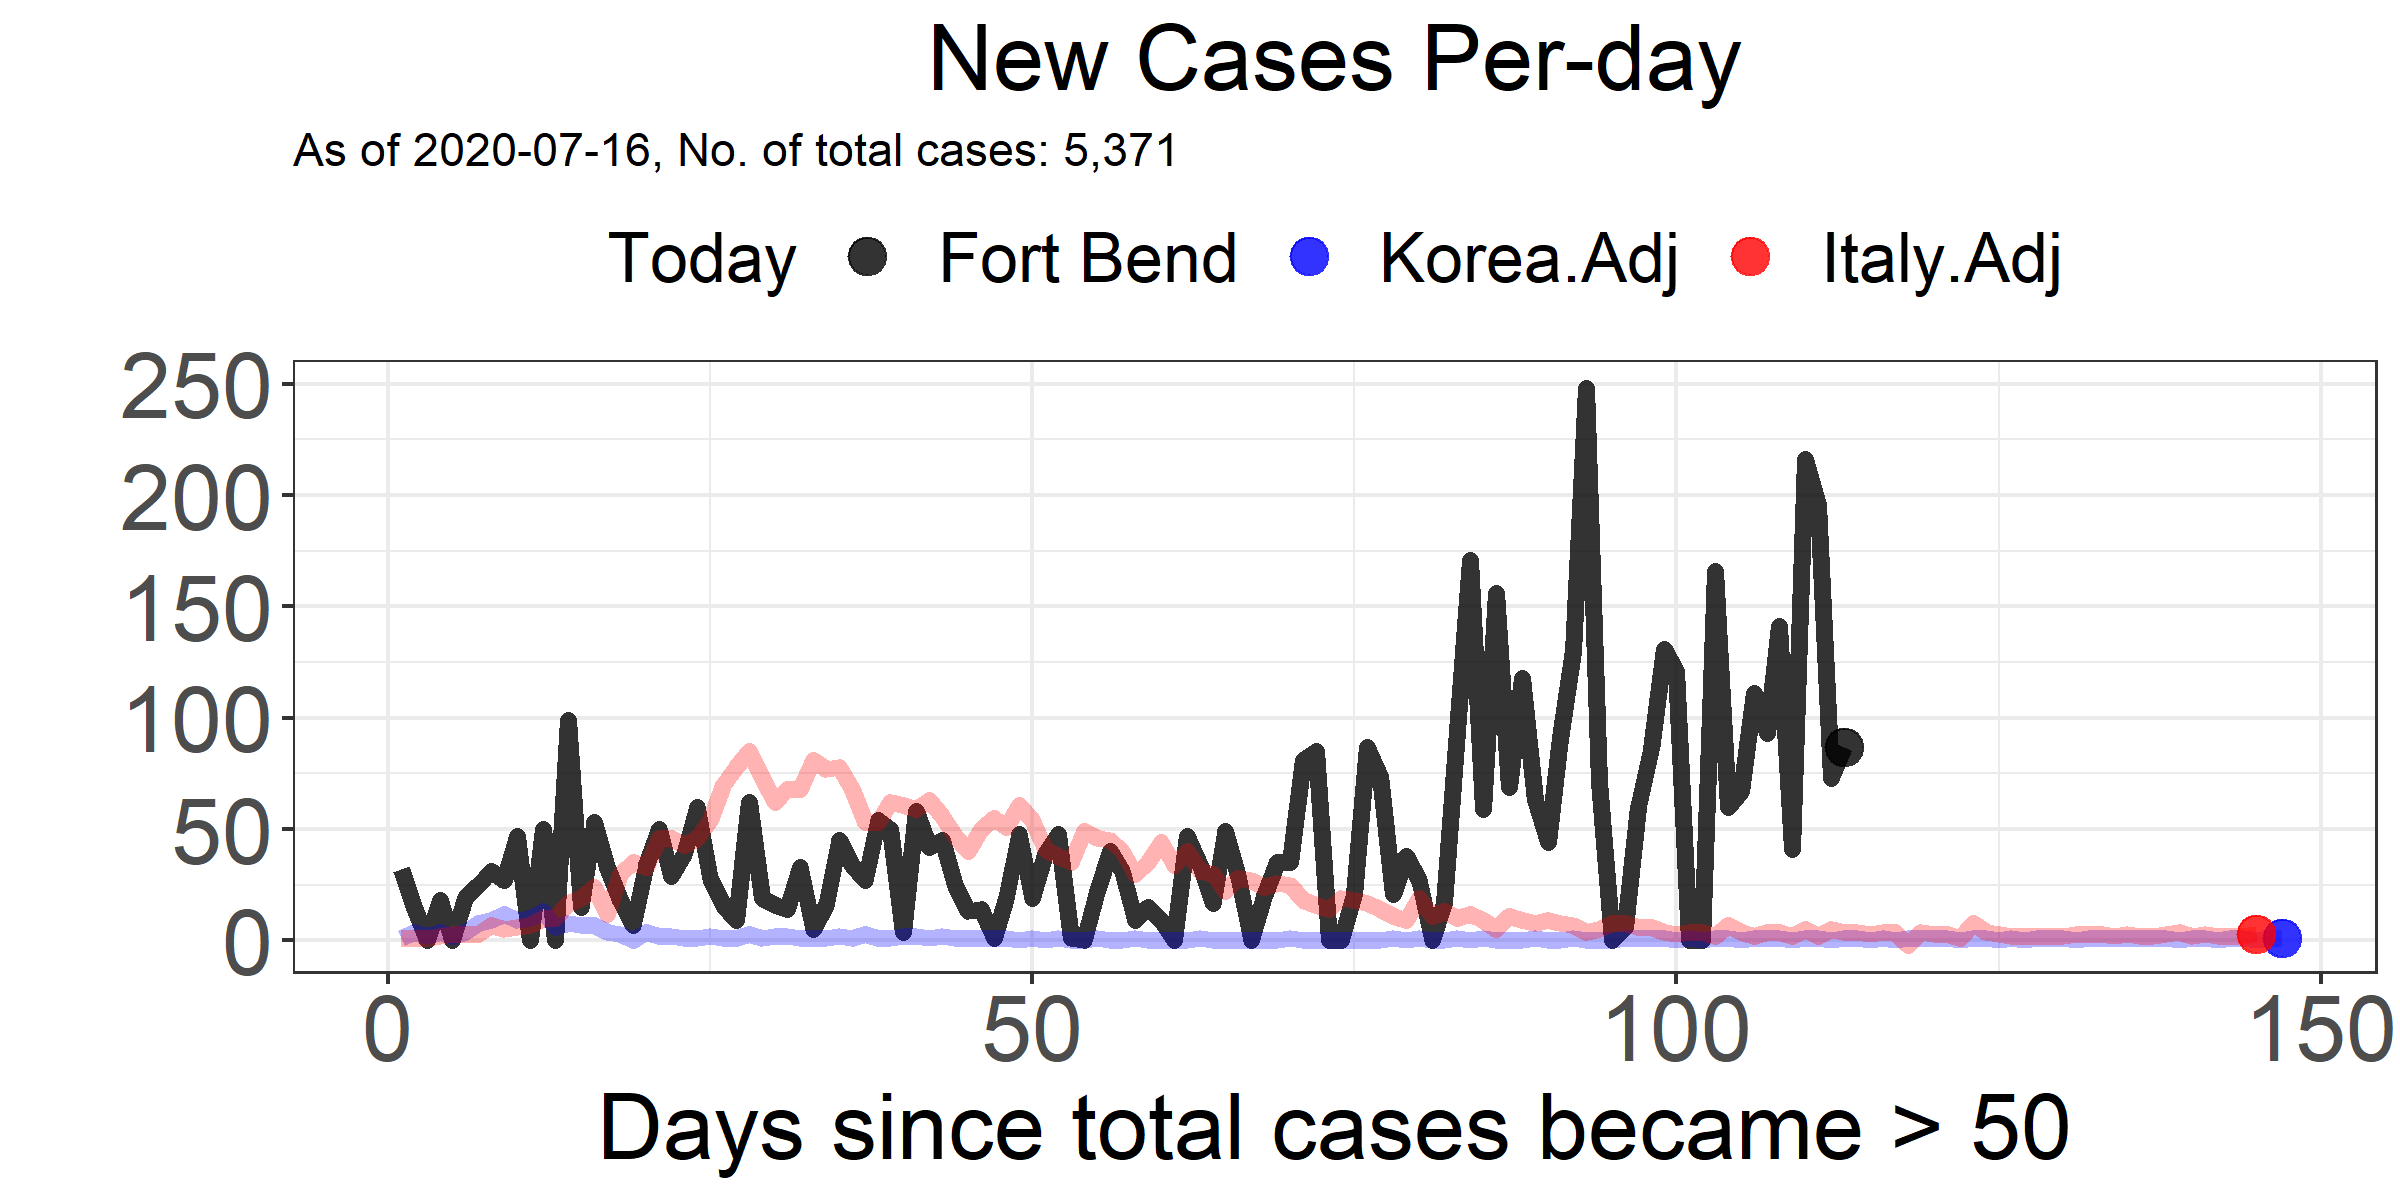 New Cases Per-day
As of 2020-07-16, No. of total cases: 5,371
Today Fort Bend Korea.Adj Italy.Adj
250
200
150
100
50
0
0 50 100 150
Days since total cases became > 50